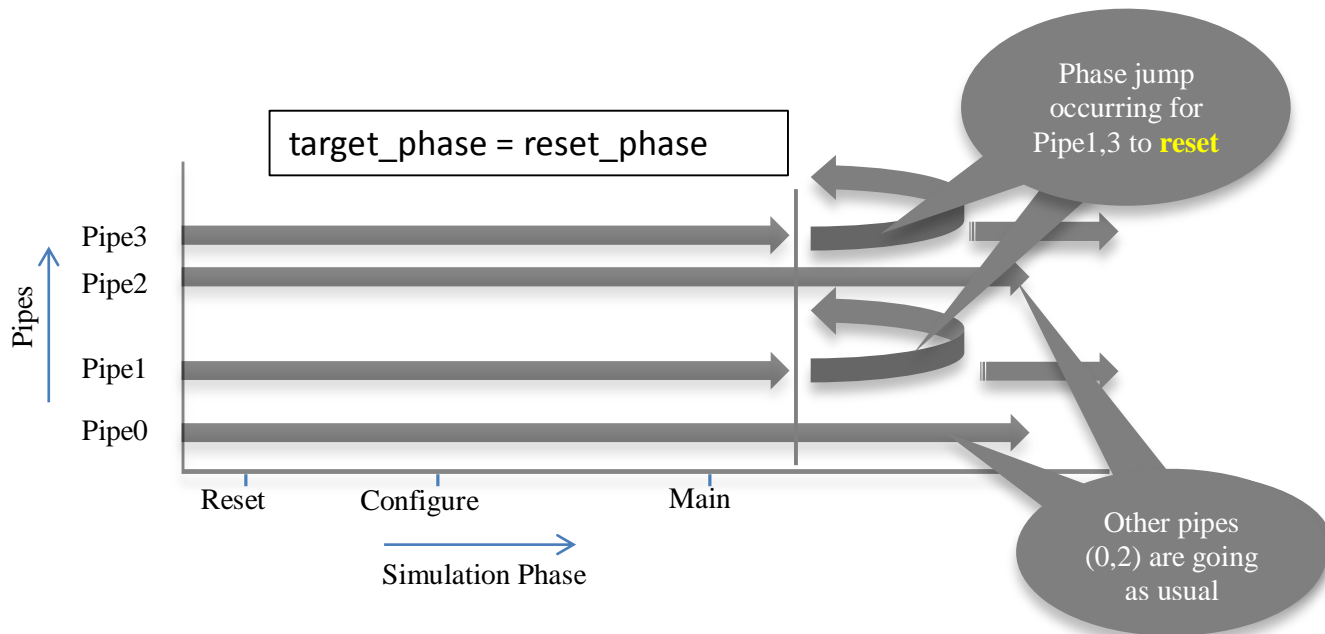 Phase jump
occurring for
Pipe1,3 to reset
target_phase = reset_phase
Pipes
Pipe3
Pipe2
Pipe1
Pipe0
Reset
Configure
Main
Simulation Phase
Other pipes
(0,2) are going
as usual